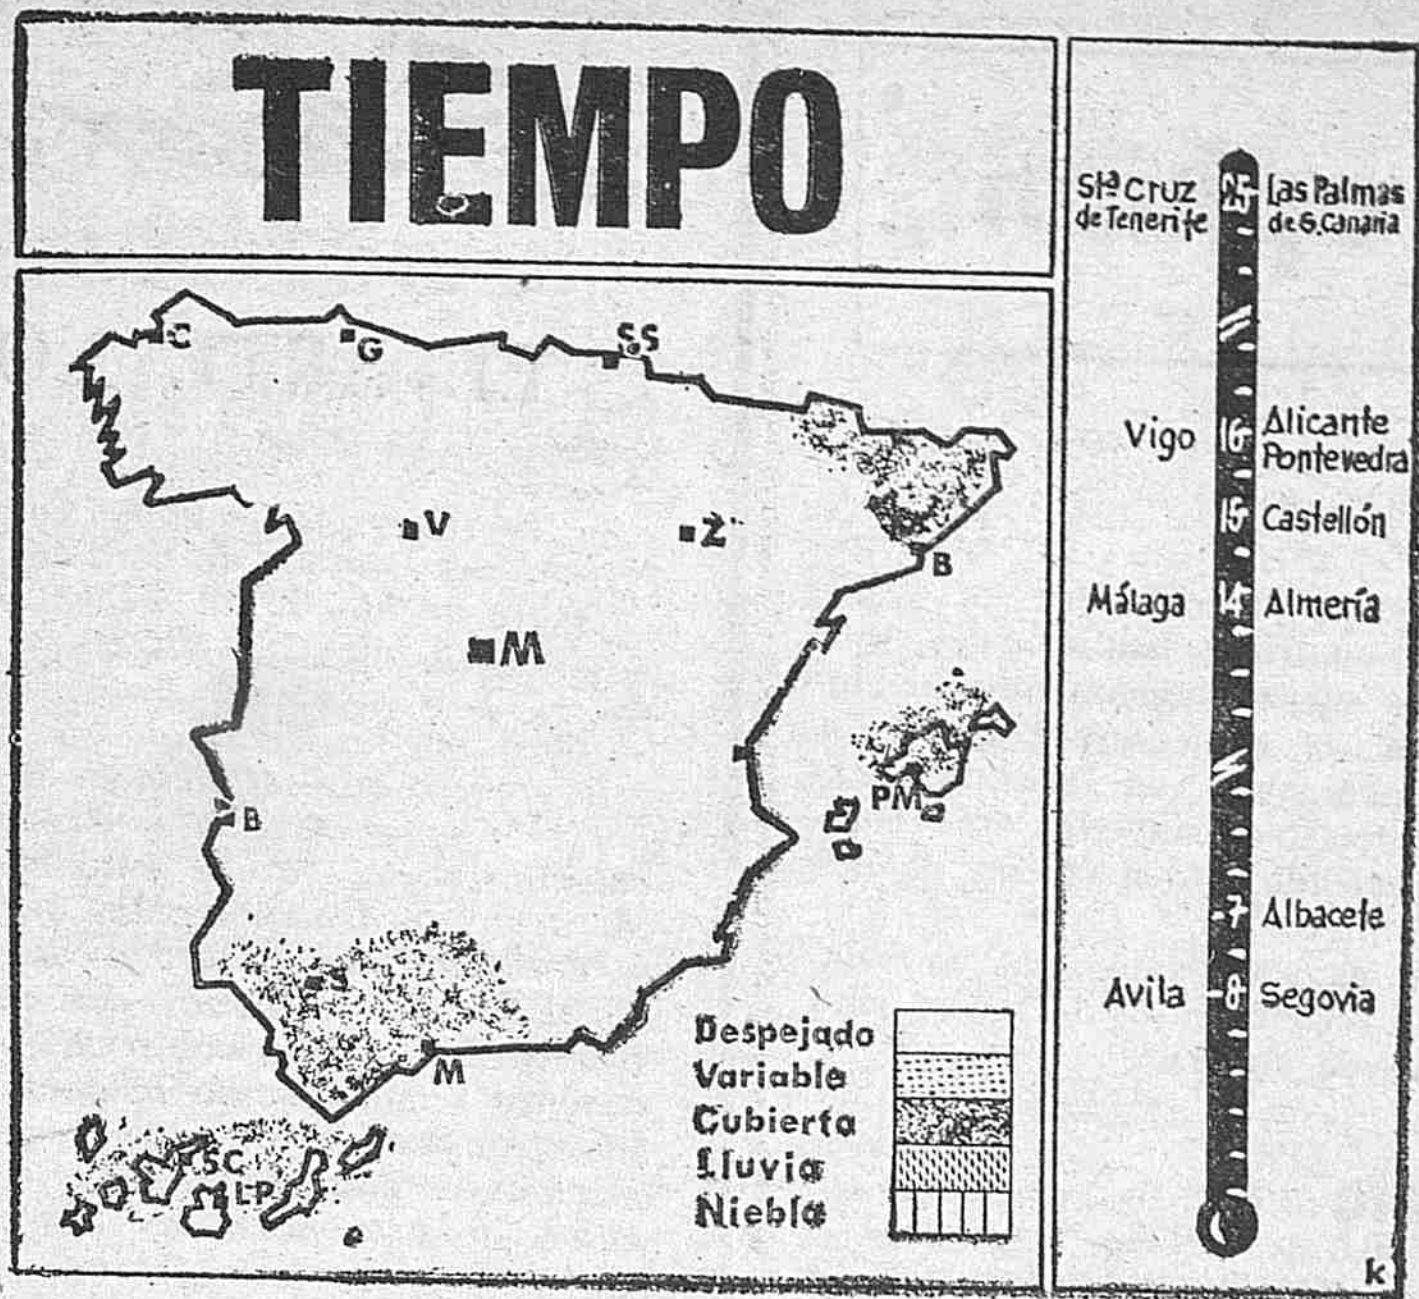 TIEMPO
C
G
S.S
V
Z
B
M
PM
B
S
M
SC
LP
Despejado
Variable
Cubierta
Lluvia
Niebla
Stª Cruz
de Tenerife
25
Las Palmas
de G. Canaria
Vigo
16
Alicante
Pontevedra
15
Castellón
Málaga
14
Almería
-7
Albacete
Avila
-8
Segovia
k